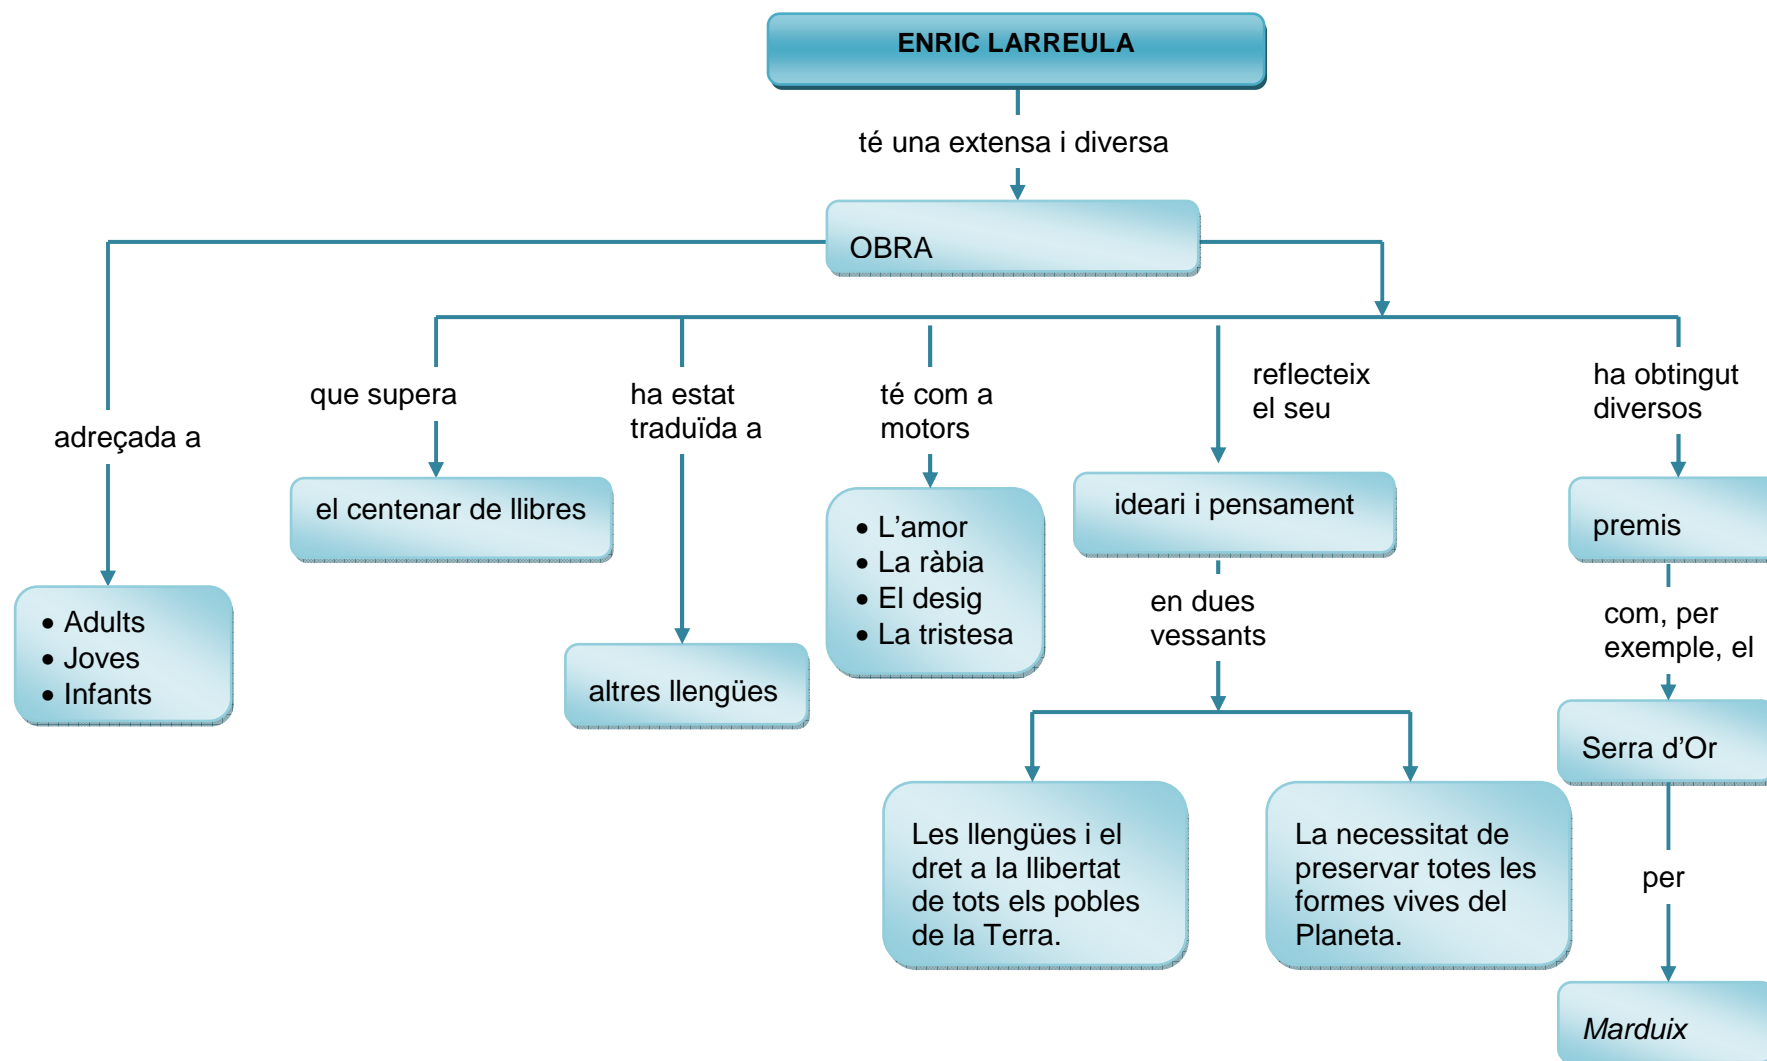 ENRIC LARREULA
té una extensa i diversa
OBRA
adreçada a
• Adults
• Joves
• Infants
que supera
el centenar de llibres
ha estat
traduïda a
altres llengües
té com a
motors
• L’amor
• La ràbia
• El desig
• La tristesa
reflecteix
el seu
ideari i pensament
en dues
vessants
Les llengües i el
dret a la llibertat
de tots els pobles
de la Terra.
La necessitat de
preservar totes les
formes vives del
Planeta.
ha obtingut
diversos
premis
com, per
exemple, el
Serra d’Or
per
Marduix